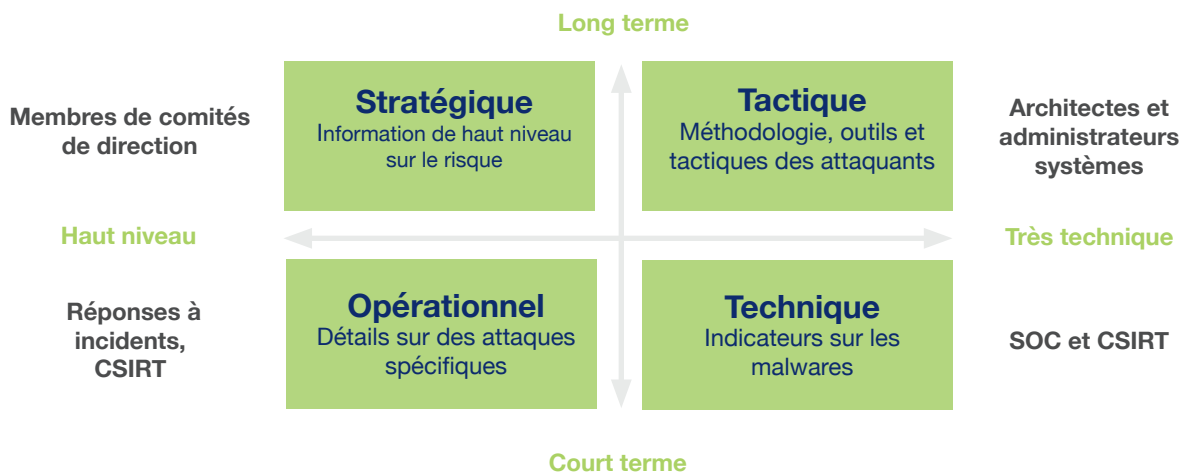 Long terme
Membres de comités
de direction
Stratégique
Information de haut niveau
sur le risque
Tactique
Méthodologie, outils et
tactiques des attaquants
Architectes et
administrateurs
systèmes
Haut niveau
Très technique
Réponses à
incidents,
CSIRT
Opérationnel
Détails sur des attaques
spécifiques
Technique
Indicateurs sur les
malwares
SOC et CSIRT
Court terme